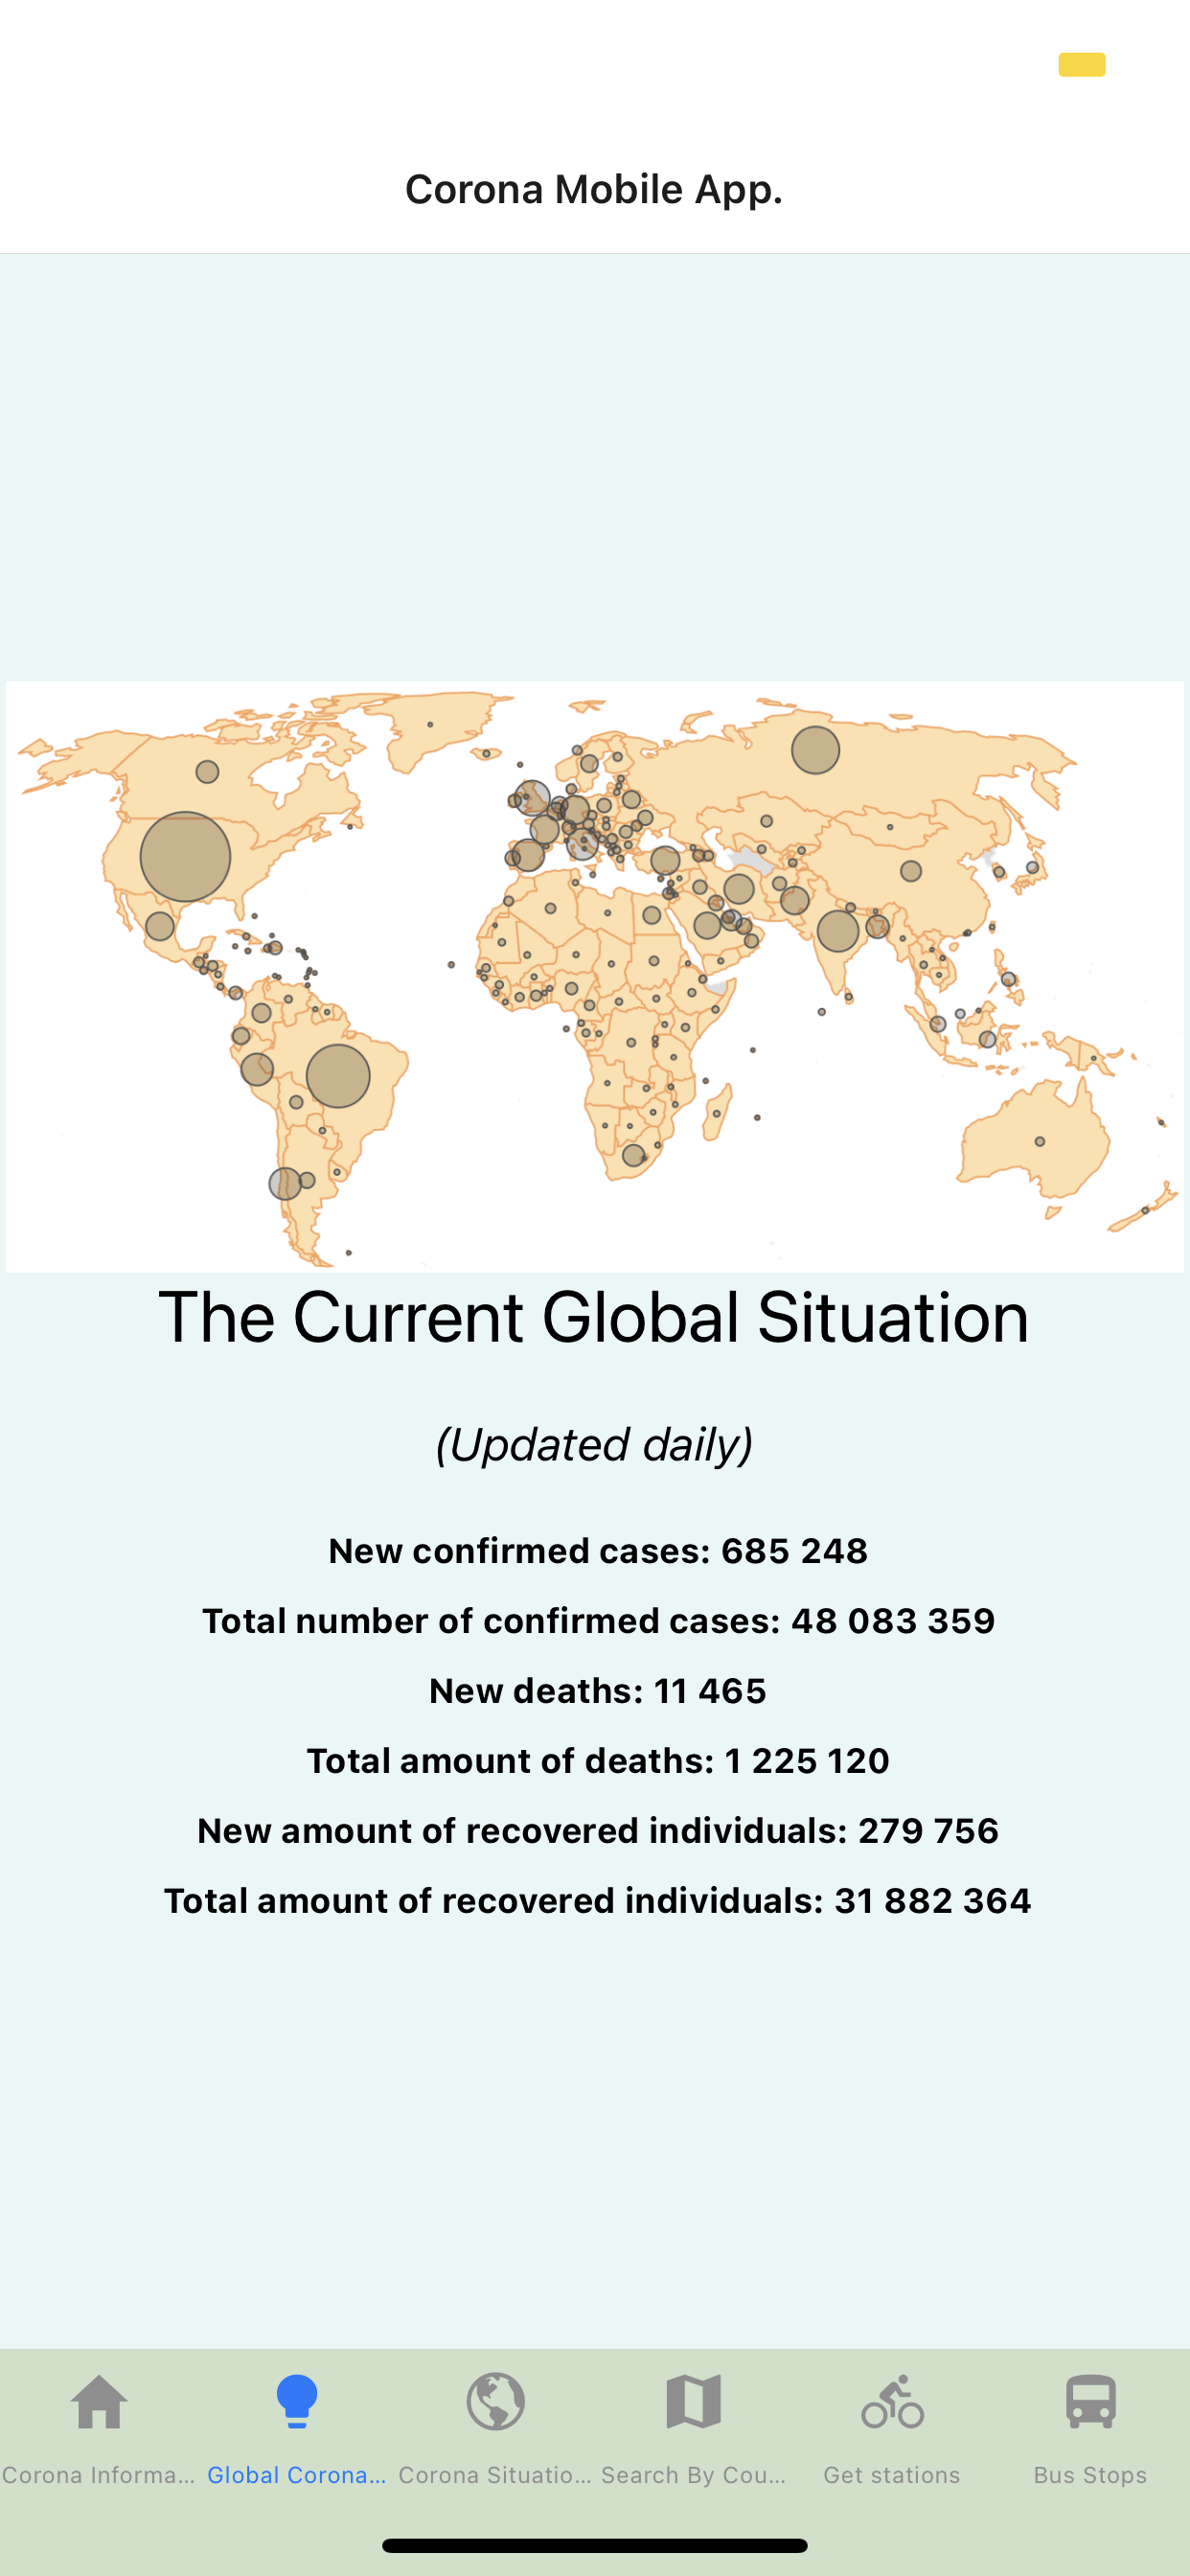 Corona Mobile App.
The Current Global Situation
(Updated daily)
New confirmed cases: 685 248
Total number of confirmed cases: 48 083 359
New deaths: 11 465
Total amount of deaths: 1 225 120
New amount of recovered individuals: 279 756
Total amount of recovered individuals: 31 882 364
Corona Informa... Global Corona... Corona Situatio... Search By Cou... Get stations Bus Stops